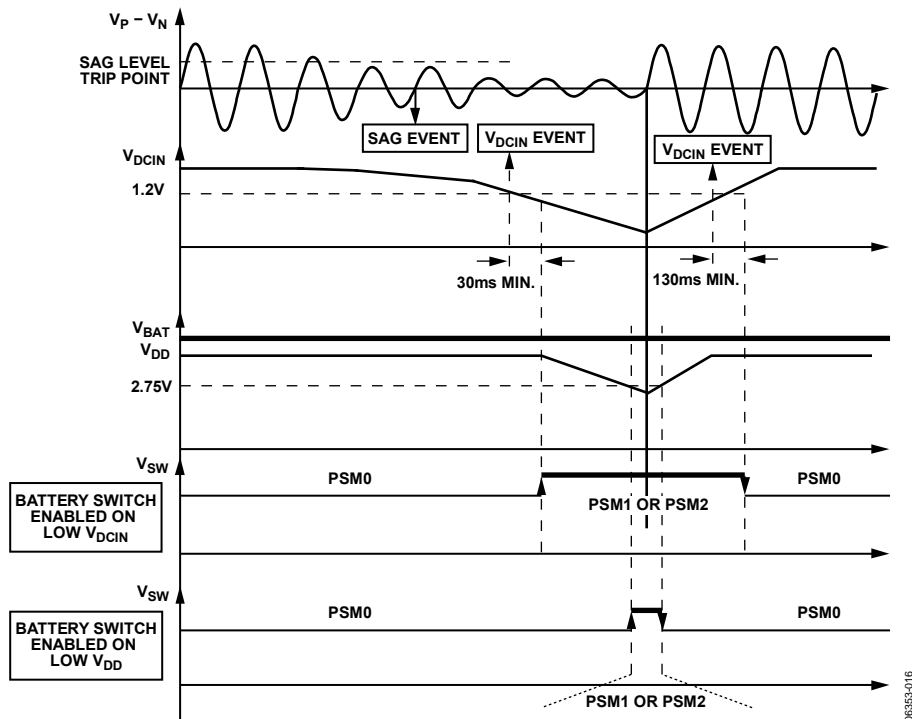 VP − VN
SAG LEVEL
TRIP POINT
SAG EVENT
VDCIN EVENT
VDCIN EVENT
VDCIN
1.2V
30ms MIN.
130ms MIN.
VBAT
VDD
2.75V
VSW
PSM0
PSM0
BATTERY SWITCH
ENABLED ON
LOW VDCIN
PSM1 OR PSM2
VSW
PSM0
PSM0
BATTERY SWITCH
ENABLED ON
LOW VDD
PSM1 OR PSM2
06353-016